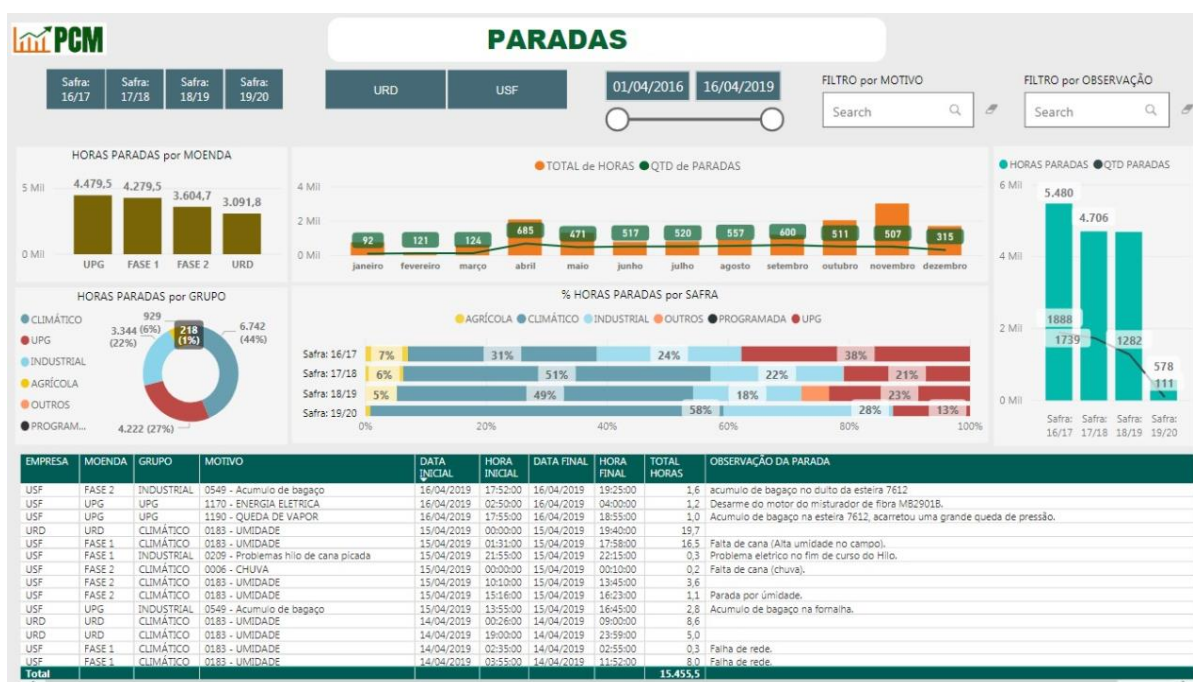 PCM
PARADAS
Safra: 16/17
Safra: 17/18
Safra: 18/19
Safra: 19/20
URD
USF
01/04/2016
16/04/2019
FILTRO por MOTIVO
Search
FILTRO por OBSERVAÇÃO
Search
HORAS PARADAS por MOENDA
5 Mil
0 Mil
4.479,5
4.279,5
3.604,7
3.091,8
UPG FASE 1 FASE 2 URD
TOTAL de HORAS QTD de PARADAS
4 Mil
2 Mil
0 Mil
92 121 124 685 471 517 520 557 600 511 507 315
janeiro fevereiro março abril maio junho julho agosto setembro outubro novembro dezembro
HORAS PARADAS QTD PARADAS
6 Mil
4 Mil
2 Mil
0 Mil
5.480
4.706
1888
1739
1282
578
111
Safra: 16/17
Safra: 17/18
Safra: 18/19
Safra: 19/20
HORAS PARADAS por GRUPO
CLIMÁTICO
UPG
INDUSTRIAL
AGRÍCOLA
OUTROS
PROGRAM...
929 (6%)
218 (1%)
3.344 (22%)
6.742 (44%)
4.222 (27%)
% HORAS PARADAS por SAFRA
AGRÍCOLA CLIMÁTICO INDUSTRIAL OUTROS PROGRAMADA UPG
Safra: 16/17 7% 31% 24% 38%
Safra: 17/18 6% 51% 22% 21%
Safra: 18/19 5% 49% 18% 23%
Safra: 19/20 58% 28% 13%
0% 20% 40% 60% 80% 100%
EMPRESA MOENDA GRUPO MOTIVO DATA INICIAL HORA INICIAL DATA FINAL HORA FINAL TOTAL HORAS OBSERVAÇÃO DA PARADA
USF FASE 2 INDUSTRIAL 0549 - Acumulo de bagaço 16/04/2019 17:52:00 16/04/2019 19:25:00 1,6 acumulo de bagaço no duito da esteira 7612
USF UPG UPG 1170 - ENERGIA ELETRICA 16/04/2019 02:50:00 16/04/2019 04:00:00 1,2 Desarme do motor do misturador de fibra MB2901B.
USF UPG UPG 1190 - QUEDA DE VAPOR 16/04/2019 17:55:00 16/04/2019 18:55:00 1,0 Acumulo de bagaço na esteira 7612, acarretou uma grande queda de pressão.
URD URD CLIMÁTICO 0183 - UMIDADE 15/04/2019 00:00:00 15/04/2019 19:40:00 19,7
USF FASE 1 CLIMÁTICO 0183 - UMIDADE 15/04/2019 01:31:00 15/04/2019 17:58:00 16,5 Falta de cana (Alta umidade no campo).
USF FASE 1 INDUSTRIAL 0209 - Problemas hilo de cana picada 15/04/2019 21:55:00 15/04/2019 22:15:00 0,3 Problema eletrico no fim de curso do Hilo.
USF FASE 1 CLIMÁTICO 0006 - CHUVA 15/04/2019 00:00:00 15/04/2019 00:10:00 0,2 Falta de cana (chuva).
USF FASE 2 CLIMÁTICO 0183 - UMIDADE 15/04/2019 10:10:00 15/04/2019 13:45:00 3,6
USF FASE 2 CLIMÁTICO 0183 - UMIDADE 15/04/2019 15:16:00 15/04/2019 16:23:00 1,1 Parada por úmidade.
USF UPG INDUSTRIAL 0549 - Acumulo de bagaço 15/04/2019 13:55:00 15/04/2019 16:45:00 2,8 Acumulo de bagaço na fornalha.
URD URD CLIMÁTICO 0183 - UMIDADE 14/04/2019 00:26:00 14/04/2019 09:00:00 8,6
URD URD CLIMÁTICO 0183 - UMIDADE 14/04/2019 19:00:00 14/04/2019 23:59:00 5,0
USF FASE 1 CLIMÁTICO 0183 - UMIDADE 14/04/2019 02:35:00 14/04/2019 02:55:00 0,3 Falha de rede.
USF FASE 1 CLIMÁTICO 0183 - UMIDADE 14/04/2019 03:55:00 14/04/2019 11:52:00 8,0 Falha de rede.
Total 15.455,5